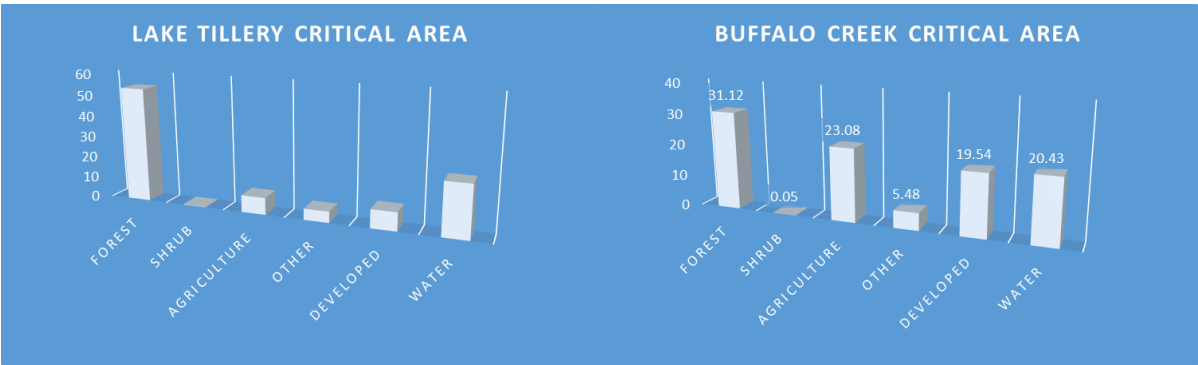 LAKE TILLERY CRITICAL AREA
60
50
40
30
20
10
0
FOREST
SHRUB
AGRICULTURE
OTHER
DEVELOPED
WATER
BUFFALO CREEK CRITICAL AREA
40
30
20
10
0
31.12
0.05
23.08
5.48
19.54
20.43
FOREST
SHRUB
AGRICULTURE
OTHER
DEVELOPED
WATER